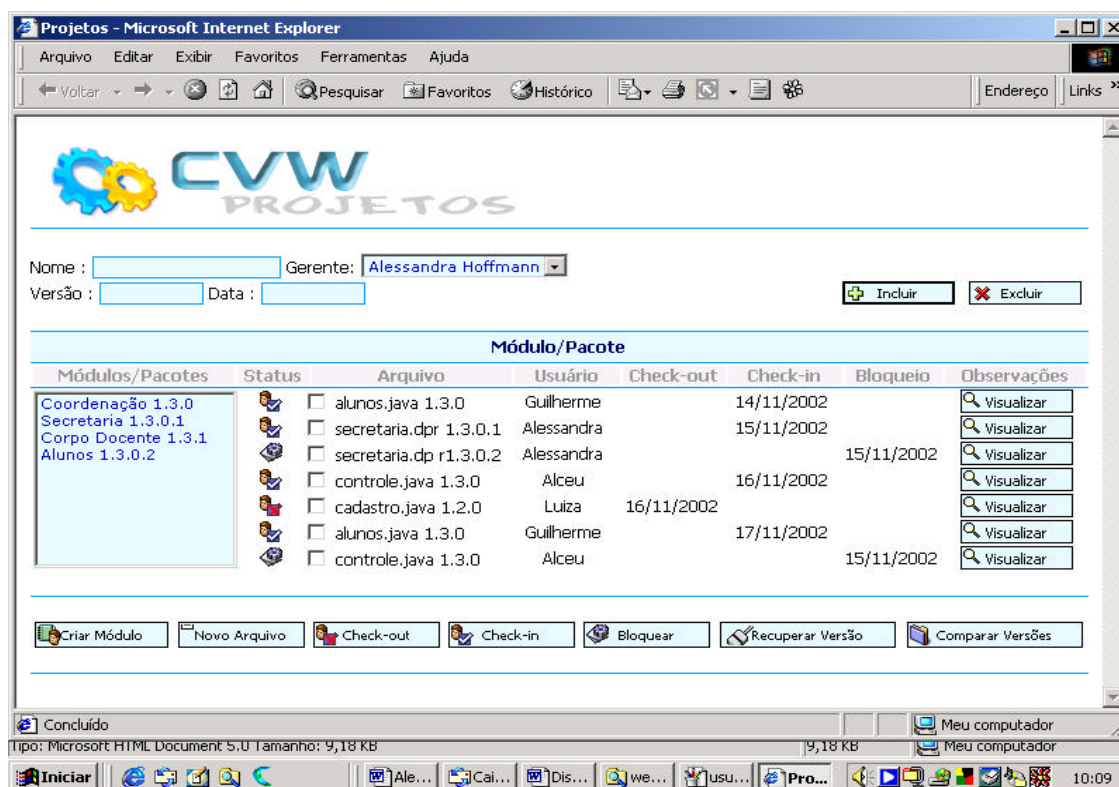 Projetos - Microsoft Internet Explorer
Arquivo Editar Exibir Favoritos Ferramentas Ajuda
Voltar Pesquisar Favoritos Histórico Endereço Links »
CVW
PROJETOS
Nome : Gerente: Alessandra Hoffmann
Versão : Data : Incluir Excluir
Módulo/Pacote
Módulos/Pacotes Status Arquivo Usuário Check-out Check-in Bloqueio Observações
Coordenação 1.3.0
Secretaria 1.3.0.1
Corpo Docente 1.3.1
Alunos 1.3.0.2
alunos.java 1.3.0 Guilherme 14/11/2002 Visualizar
secretaria.dpr 1.3.0.1 Alessandra 15/11/2002 Visualizar
secretaria.dp r1.3.0.2 Alessandra 15/11/2002 Visualizar
controle.java 1.3.0 Alceu 16/11/2002 Visualizar
cadastro.java 1.2.0 Luiza 16/11/2002 Visualizar
alunos.java 1.3.0 Guilherme 17/11/2002 Visualizar
controle.java 1.3.0 Alceu 15/11/2002 Visualizar
Criar Módulo Novo Arquivo Check-out Check-in Bloquear Recuperar Versão Comparar Versões
Concluído Meu computador
Tipo: Microsoft HTML Document 5.0 Tamanho: 9,18 KB 9,18 KB Meu computador
Iniciar Ale... Cai... Dis... we... usu... Pro... 10:09